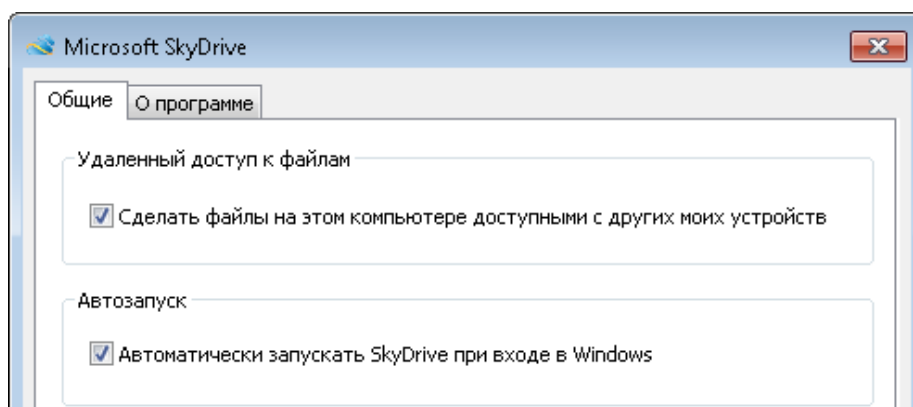 Microsoft SkyDrive
Общие
О программе
Удаленный доступ к файлам
Сделать файлы на этом компьютере доступными с других моих устройств
Автозапуск
Автоматически запускать SkyDrive при входе в Windows